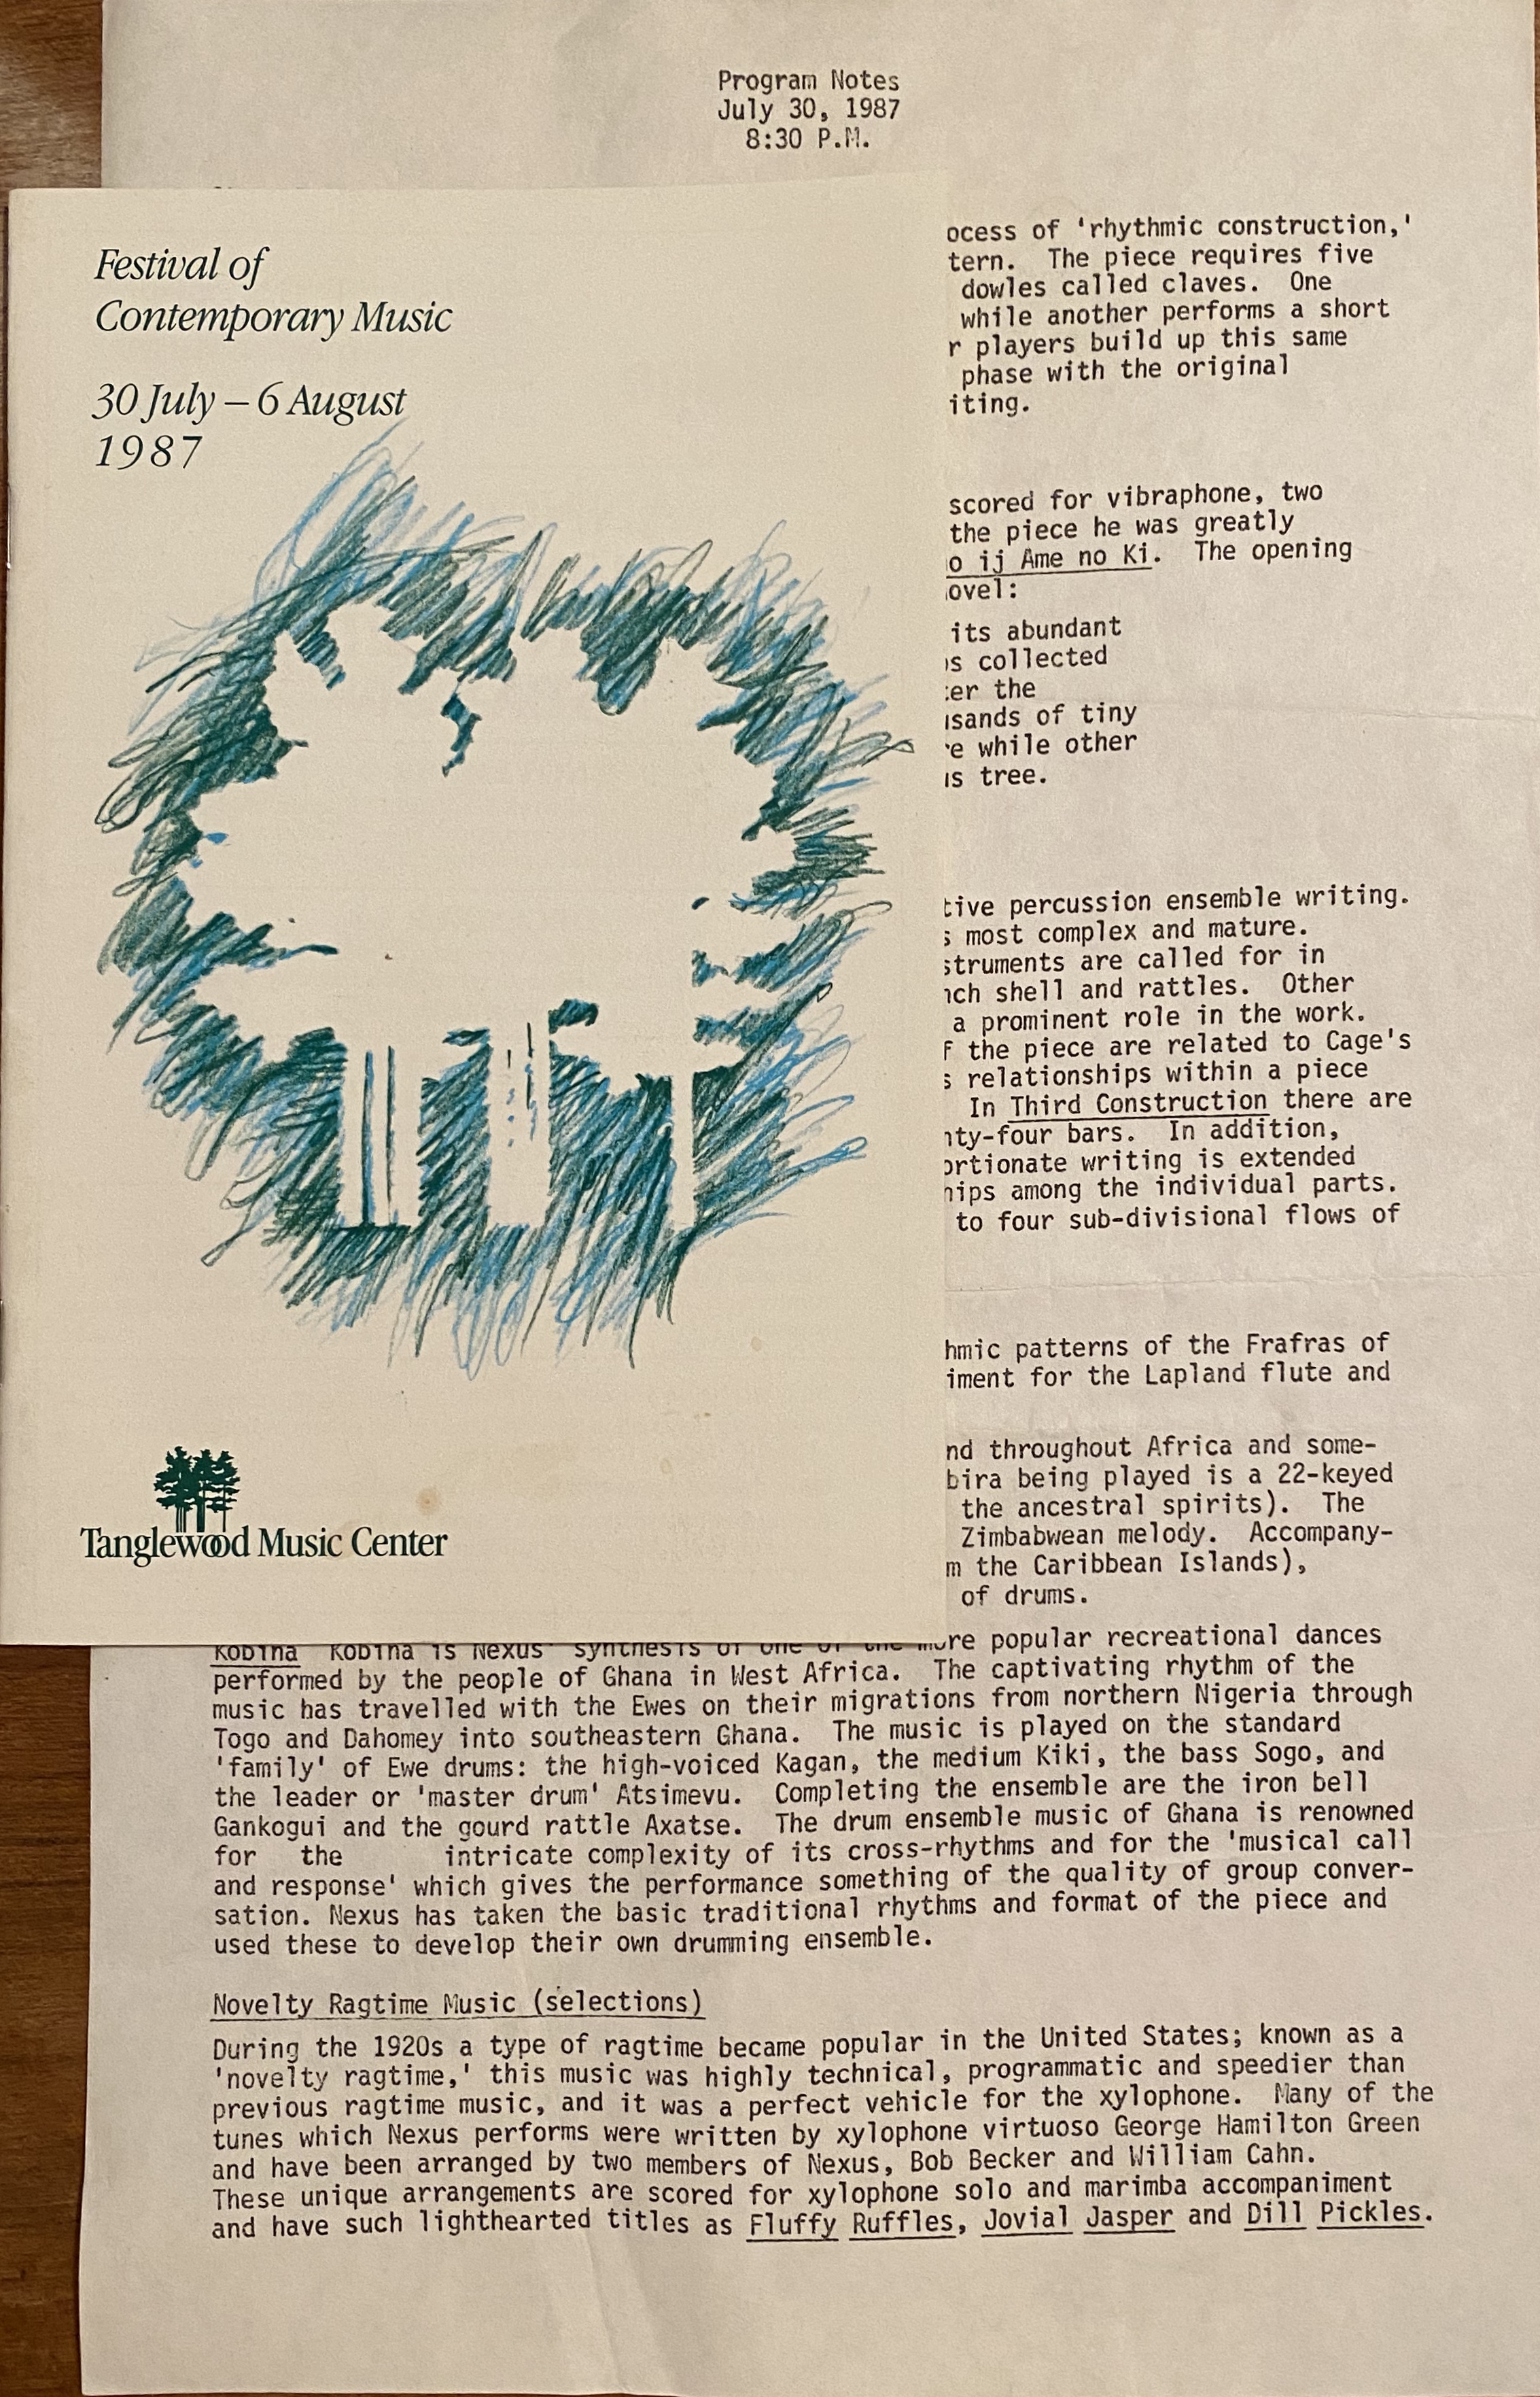 Program Notes
July 30, 1987
8:30 P.M.
Festival of
Contemporary Music
30 July – 6 August
1987
Tanglewood Music Center
ocess of 'rhythmic construction,'
tern. The piece requires five
dowles called claves. One
while another performs a short
r players build up this same
phase with the original
iting.
scored for vibraphone, two
the piece he was greatly
o ij Ame no Ki. The opening
ovel:
its abundant
s collected
er the
sands of tiny
e while other
s tree.
tive percussion ensemble writing.
s most complex and mature.
struments are called for in
nch shell and rattles. Other
a prominent role in the work.
f the piece are related to Cage's
s relationships within a piece
In Third Construction there are
nty-four bars. In addition,
ortionate writing is extended
hips among the individual parts.
to four sub-divisional flows of
hmic patterns of the Frafras of
iment for the Lapland flute and
nd throughout Africa and some-
bira being played is a 22-keyed
the ancestral spirits). The
Zimbabwean melody. Accompany-
m the Caribbean Islands),
of drums.
Kobina Kobina is Nexus' synthesis of one of the more popular recreational dances
performed by the people of Ghana in West Africa. The captivating rhythm of the
music has travelled with the Ewes on their migrations from northern Nigeria through
Togo and Dahomey into southeastern Ghana. The music is played on the standard
'family' of Ewe drums: the high-voiced Kagan, the medium Kiki, the bass Sogo, and
the leader or 'master drum' Atsimevu. Completing the ensemble are the iron bell
Gankogui and the gourd rattle Axatse. The drum ensemble music of Ghana is renowned
for the intricate complexity of its cross-rhythms and for the 'musical call
and response' which gives the performance something of the quality of group conver-
sation. Nexus has taken the basic traditional rhythms and format of the piece and
used these to develop their own drumming ensemble.
Novelty Ragtime Music (selections)
During the 1920s a type of ragtime became popular in the United States; known as a
'novelty ragtime,' this music was highly technical, programmatic and speedier than
previous ragtime music, and it was a perfect vehicle for the xylophone. Many of the
tunes which Nexus performs were written by xylophone virtuoso George Hamilton Green
and have been arranged by two members of Nexus, Bob Becker and William Cahn.
These unique arrangements are scored for xylophone solo and marimba accompaniment
and have such lighthearted titles as Fluffy Ruffles, Jovial Jasper and Dill Pickles.